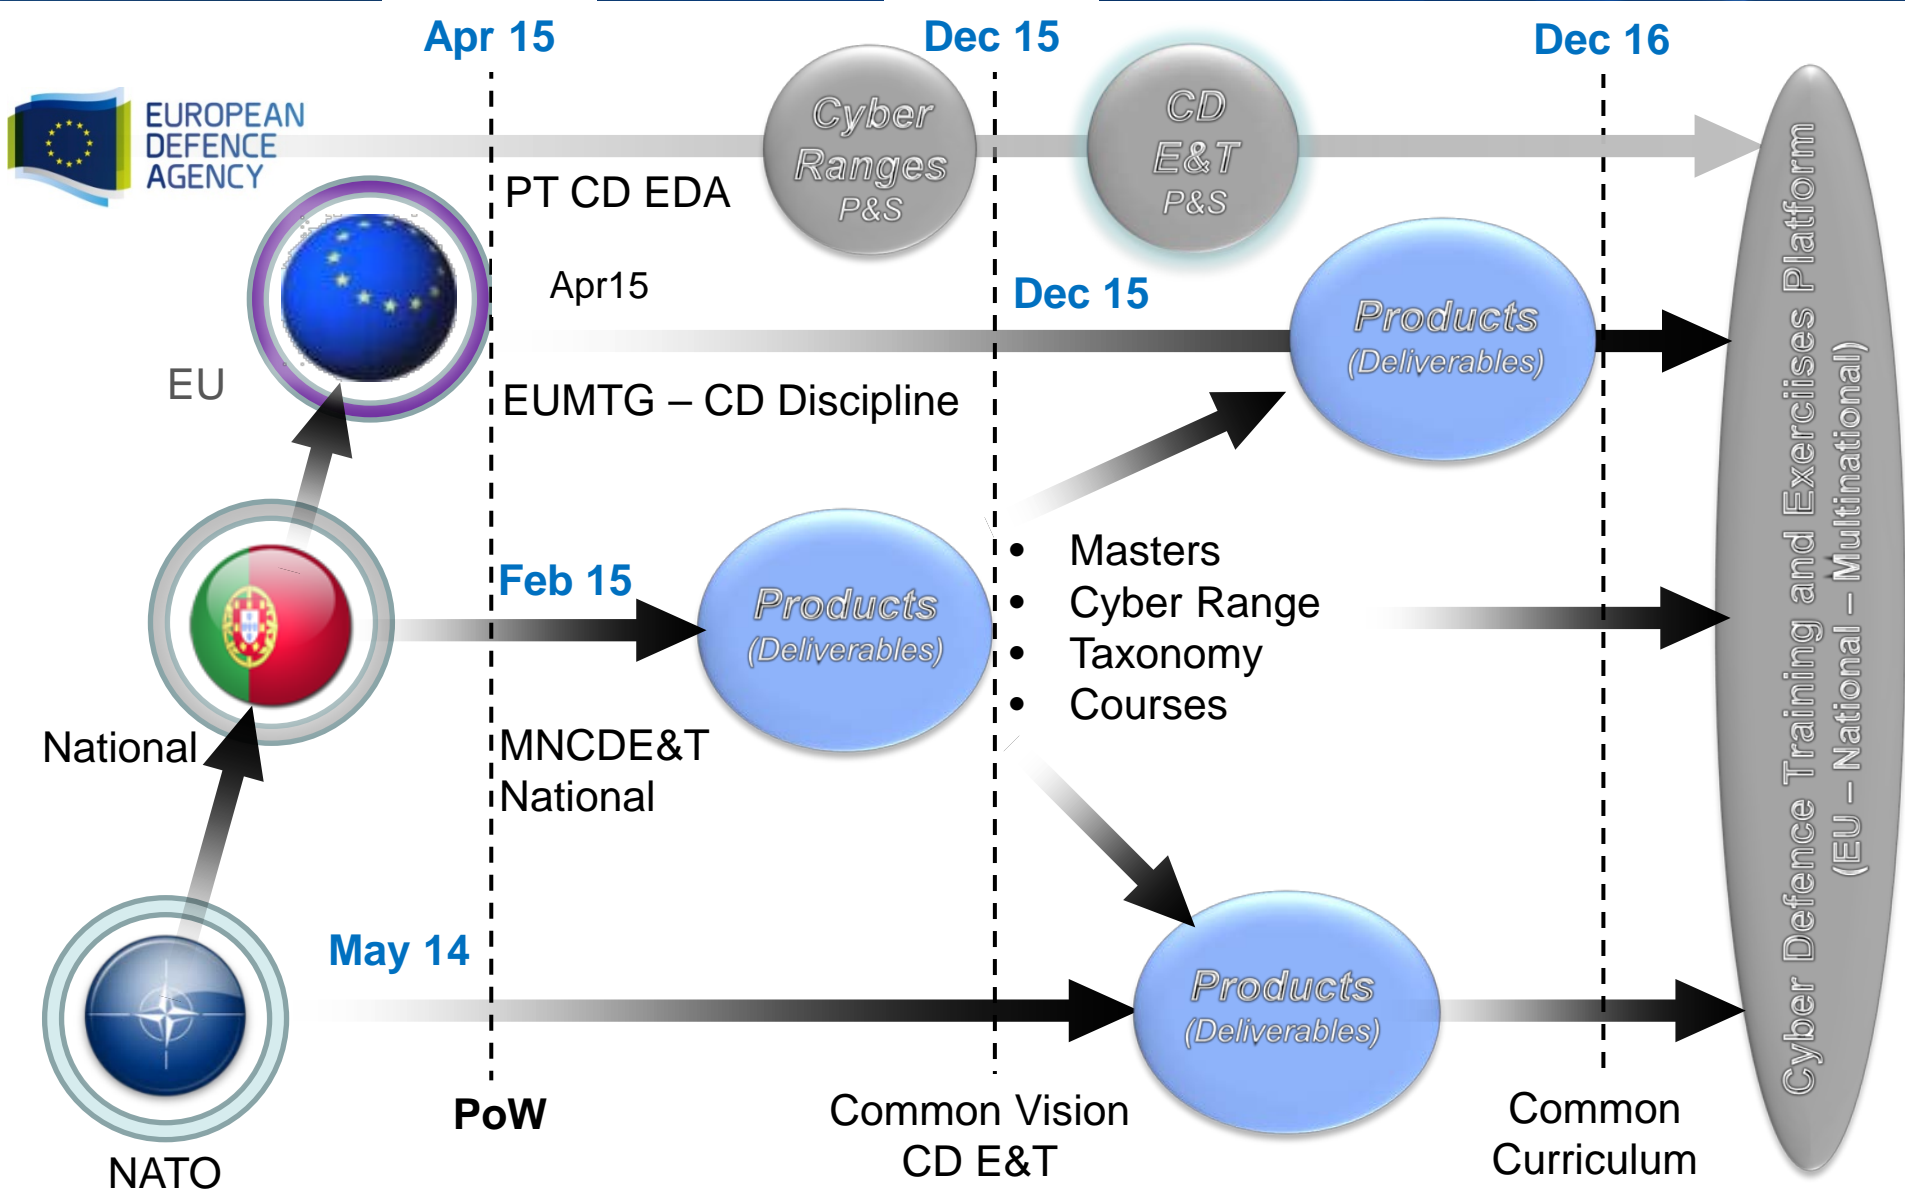 Apr 15
Dec 15
Dec 16
EUROPEAN
DEFENCE
AGENCY
Cyber
Ranges
P&S
CD
E&T
P&S
PT CD EDA
Apr15
Dec 15
Products
(Deliverables)
EU
EUMTG – CD Discipline
Feb 15
Products
(Deliverables)
• Masters
• Cyber Range
• Taxonomy
• Courses
National
MNCDE&T
National
May 14
Products
(Deliverables)
NATO
PoW
Common Vision
CD E&T
Common
Curriculum
Cyber Defence Training and Exerciises Platform
(EU – National – Multinational)